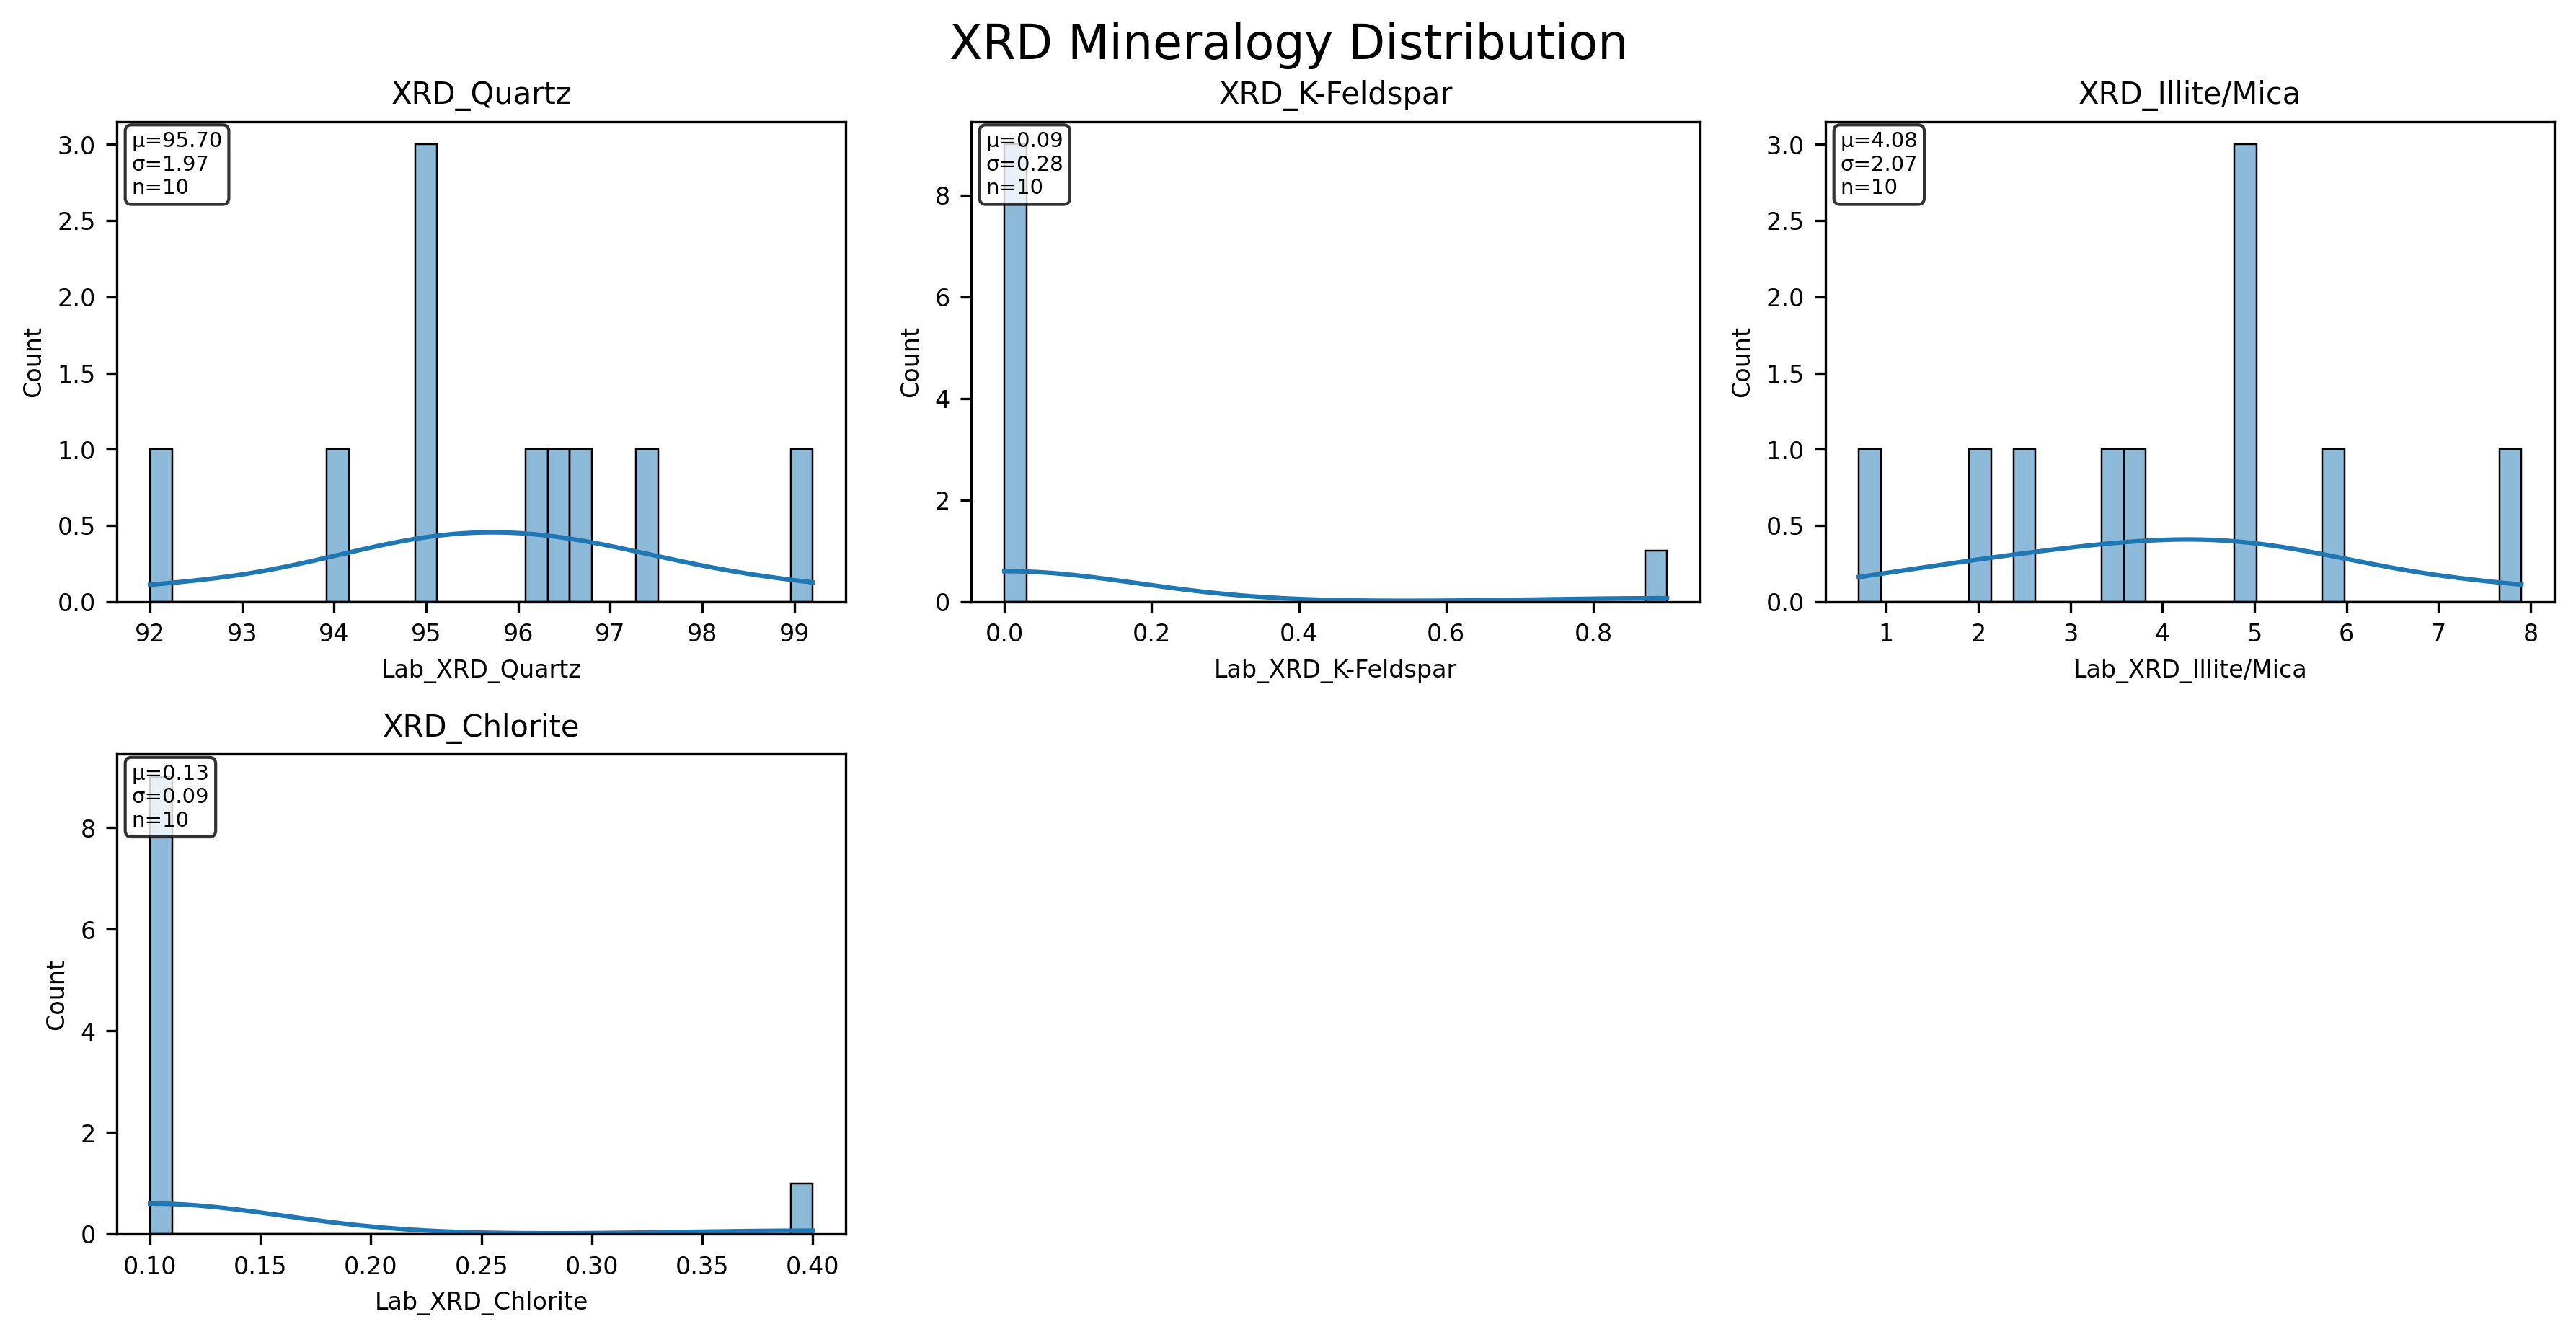 XRD Mineralogy Distribution
XRD_Quartz
μ=95.70
σ=1.97
n=10
3.0
2.5
2.0
1.5
1.0
0.5
0.0
Count
92 93 94 95 96 97 98 99
Lab_XRD_Quartz
XRD_K-Feldspar
μ=0.09
σ=0.28
n=10
8
6
4
2
0
Count
0.0 0.2 0.4 0.6 0.8
Lab_XRD_K-Feldspar
XRD_Illite/Mica
μ=4.08
σ=2.07
n=10
3.0
2.5
2.0
1.5
1.0
0.5
0.0
Count
1 2 3 4 5 6 7 8
Lab_XRD_Illite/Mica
XRD_Chlorite
μ=0.13
σ=0.09
n=10
8
6
4
2
0
Count
0.10 0.15 0.20 0.25 0.30 0.35 0.40
Lab_XRD_Chlorite